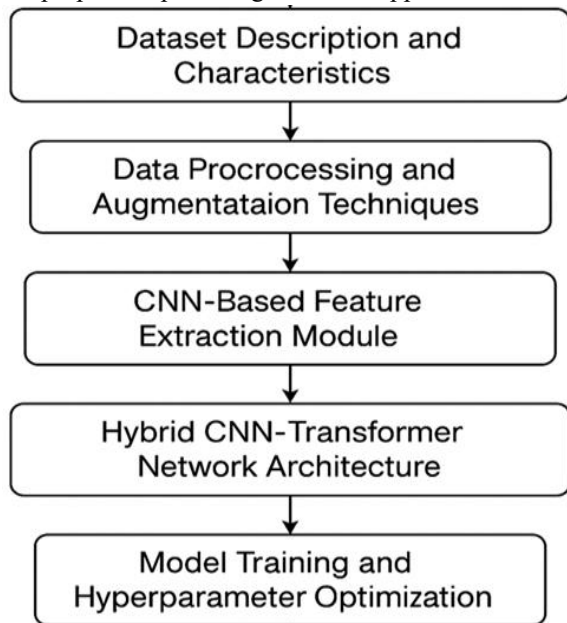 Dataset Description and
Characteristics
Data Procrocessing and
Augmentataion Techniques
CNN-Based Feature
Extraction Module
Hybrid CNN-Transformer
Network Architecture
Model Training and
Hyperparameter Optimization